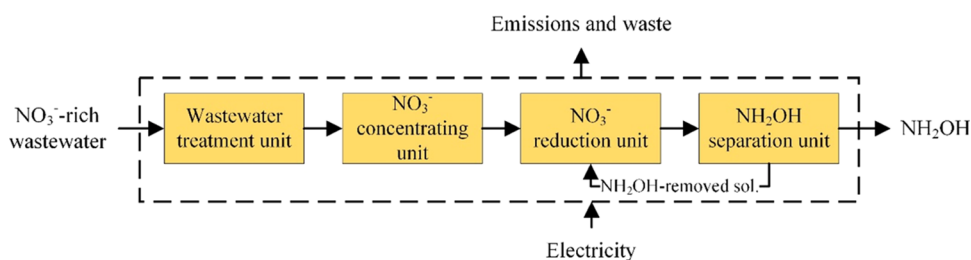 Emissions and waste
NO₃⁻-rich
wastewater
Wastewater
treatment unit
NO₃⁻
concentrating
unit
NO₃⁻
reduction unit
NH₂OH
separation unit
NH₂OH
NH₂OH-removed sol.
Electricity